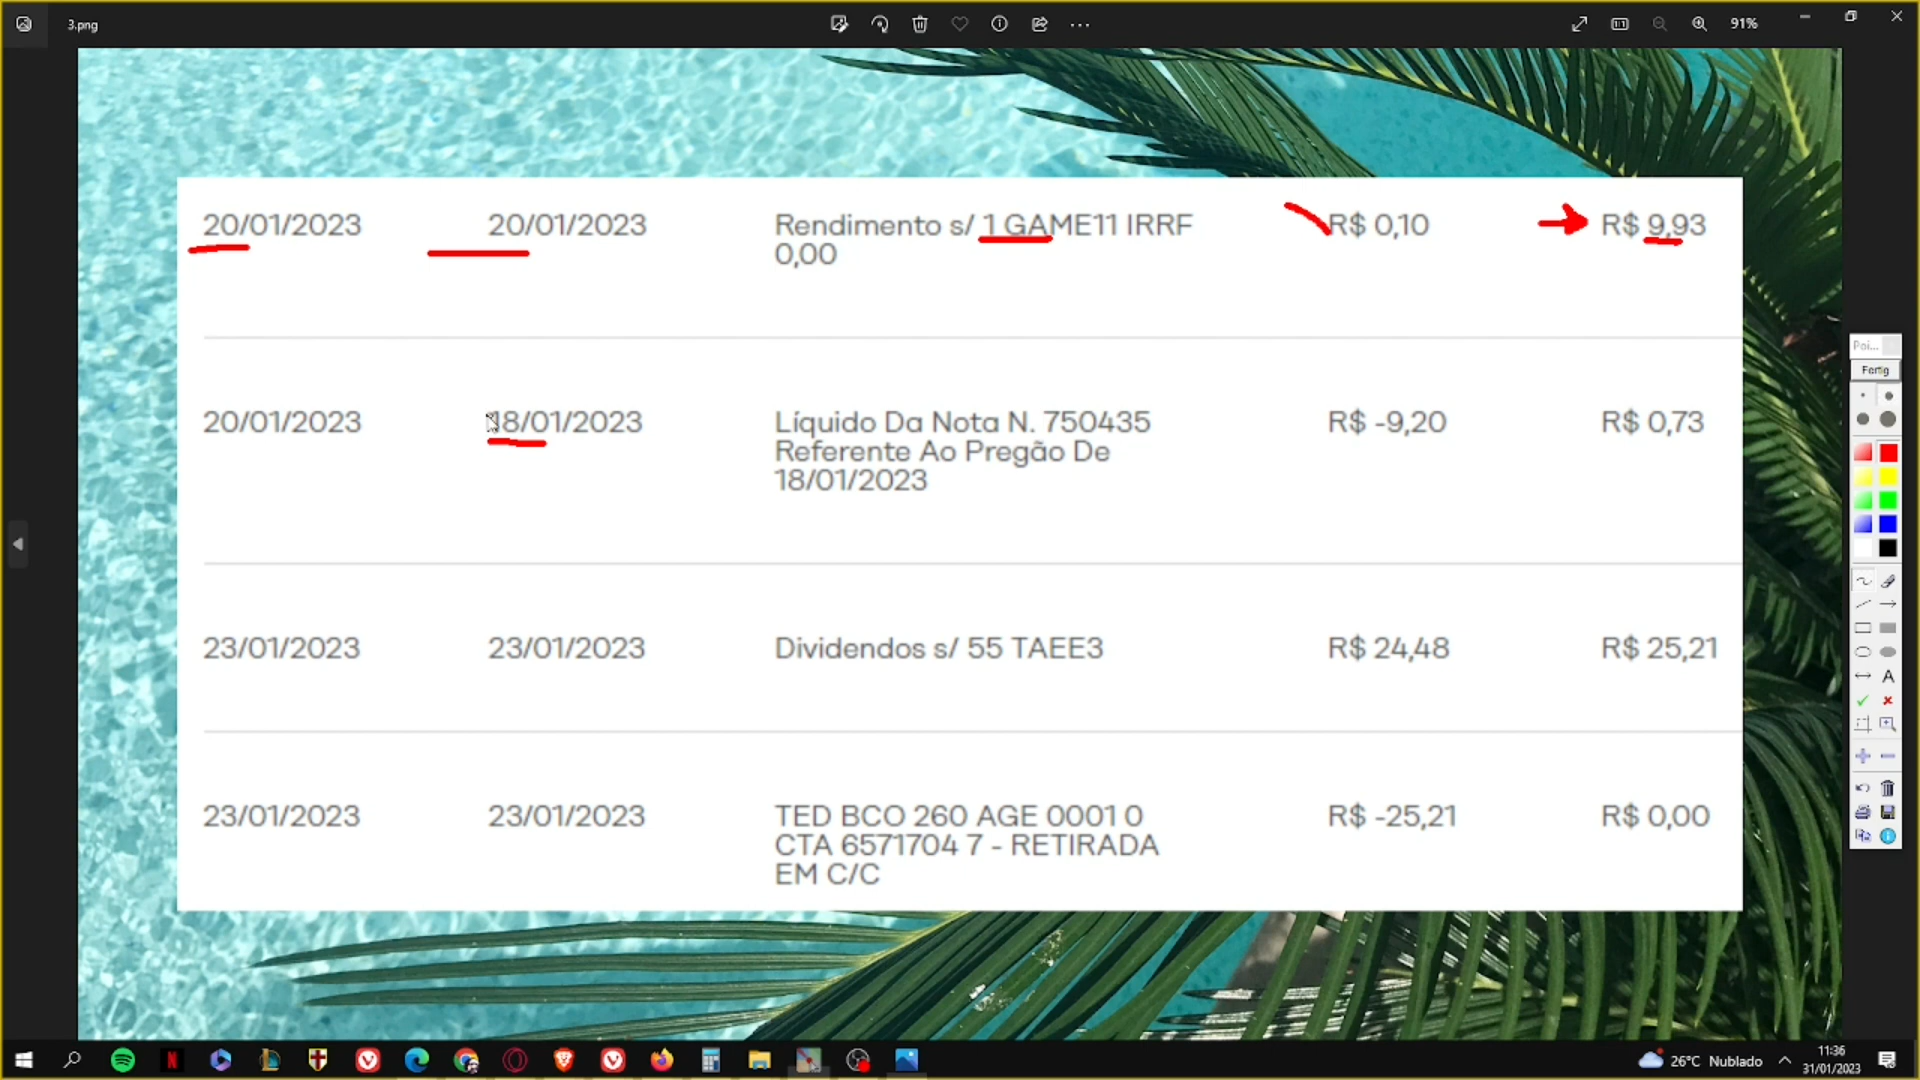 3.png
91%
20/01/2023 20/01/2023 Rendimento s/ 1 GAME11 IRRF R$ 0,10 R$ 9,93
0,00
20/01/2023 18/01/2023 Líquido Da Nota N. 750435 R$ -9,20 R$ 0,73
Referente Ao Pregão De
18/01/2023
23/01/2023 23/01/2023 Dividendos s/ 55 TAEE3 R$ 24,48 R$ 25,21
23/01/2023 23/01/2023 TED BCO 260 AGE 0001 0 R$ -25,21 R$ 0,00
CTA 6571704 7 - RETIRADA
EM C/C
Poi...
Fertig
A
26°C Nublado
11:36
31/01/2023